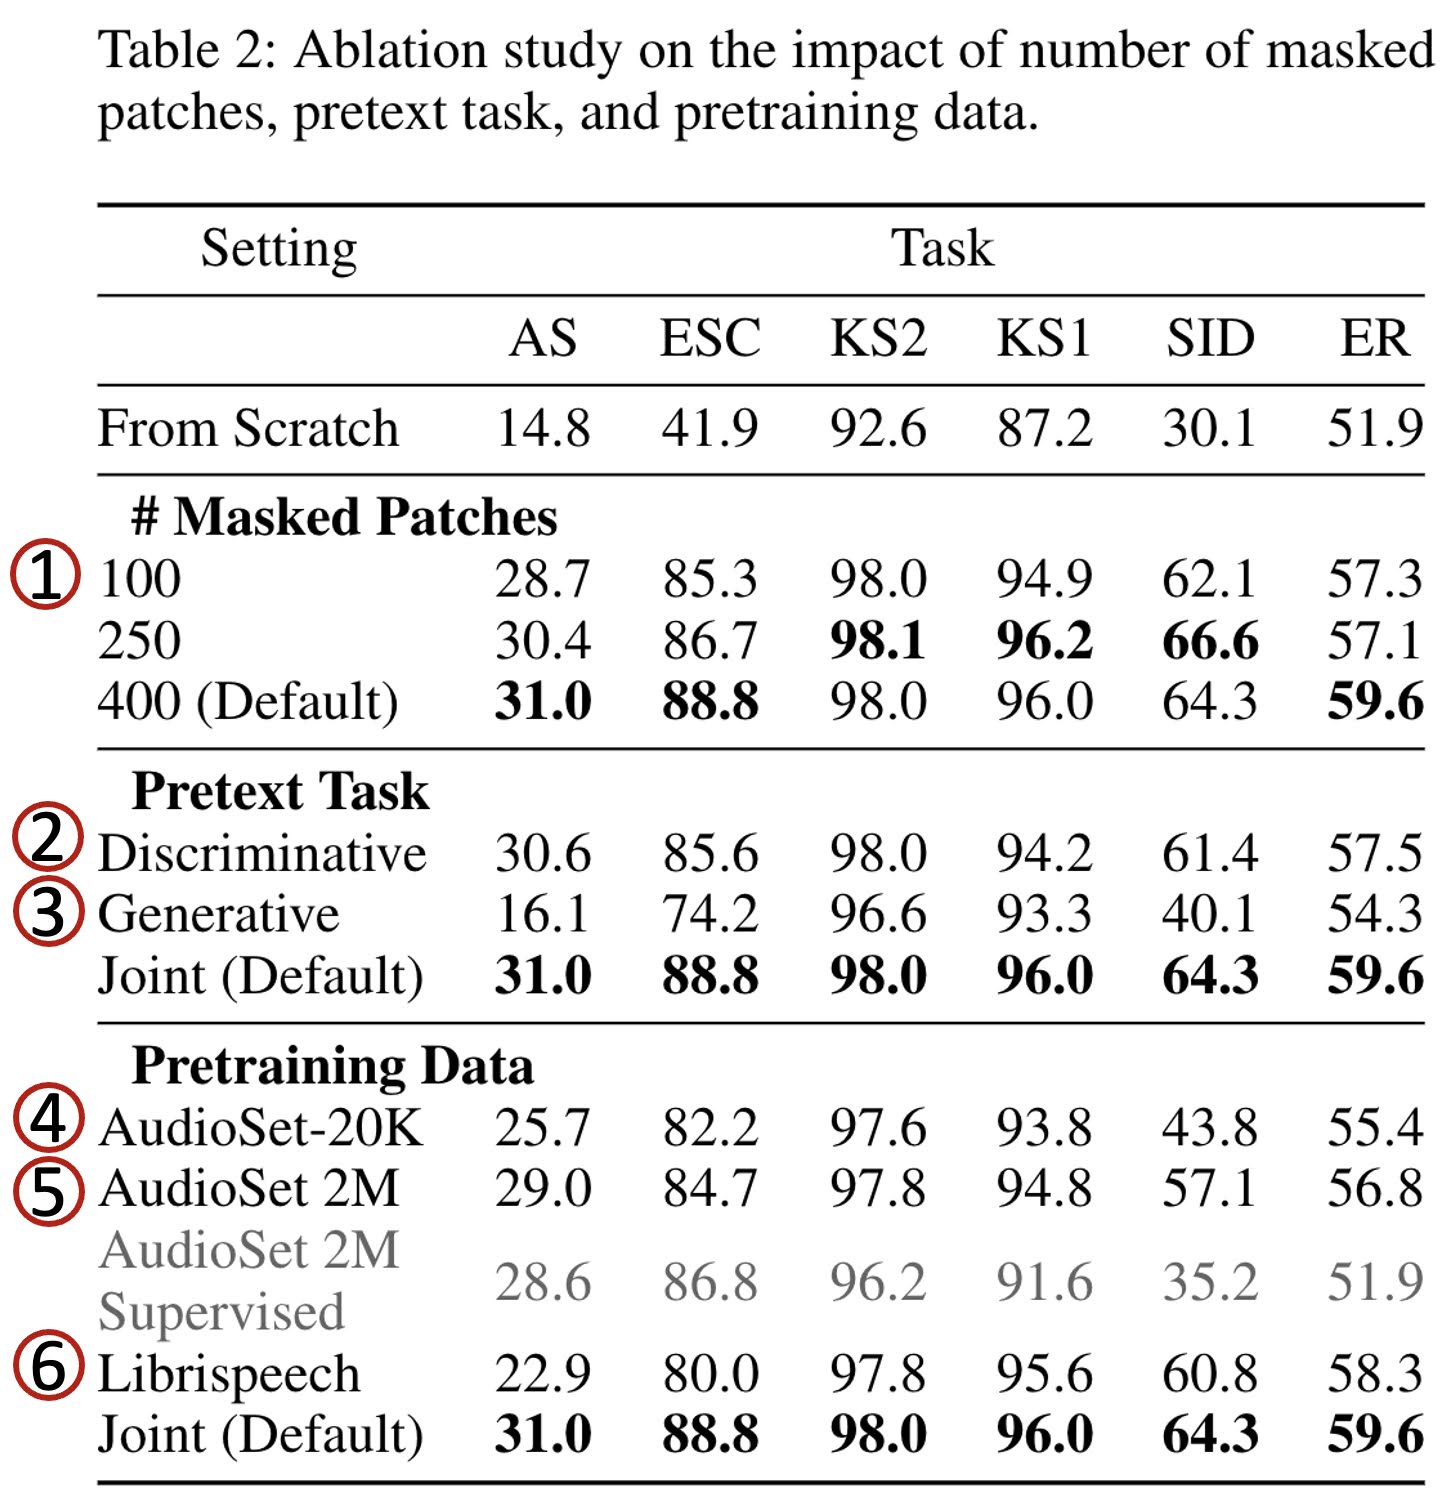 Table 2: Ablation study on the impact of number of masked
patches, pretext task, and pretraining data.
Setting Task
AS ESC KS2 KS1 SID ER
From Scratch 14.8 41.9 92.6 87.2 30.1 51.9
# Masked Patches
① 100 28.7 85.3 98.0 94.9 62.1 57.3
250 30.4 86.7 98.1 96.2 66.6 57.1
400 (Default) 31.0 88.8 98.0 96.0 64.3 59.6
Pretext Task
② Discriminative 30.6 85.6 98.0 94.2 61.4 57.5
③ Generative 16.1 74.2 96.6 93.3 40.1 54.3
Joint (Default) 31.0 88.8 98.0 96.0 64.3 59.6
Pretraining Data
④ AudioSet-20K 25.7 82.2 97.6 93.8 43.8 55.4
⑤ AudioSet 2M 29.0 84.7 97.8 94.8 57.1 56.8
AudioSet 2M
Supervised 28.6 86.8 96.2 91.6 35.2 51.9
⑥ Librispeech 22.9 80.0 97.8 95.6 60.8 58.3
Joint (Default) 31.0 88.8 98.0 96.0 64.3 59.6